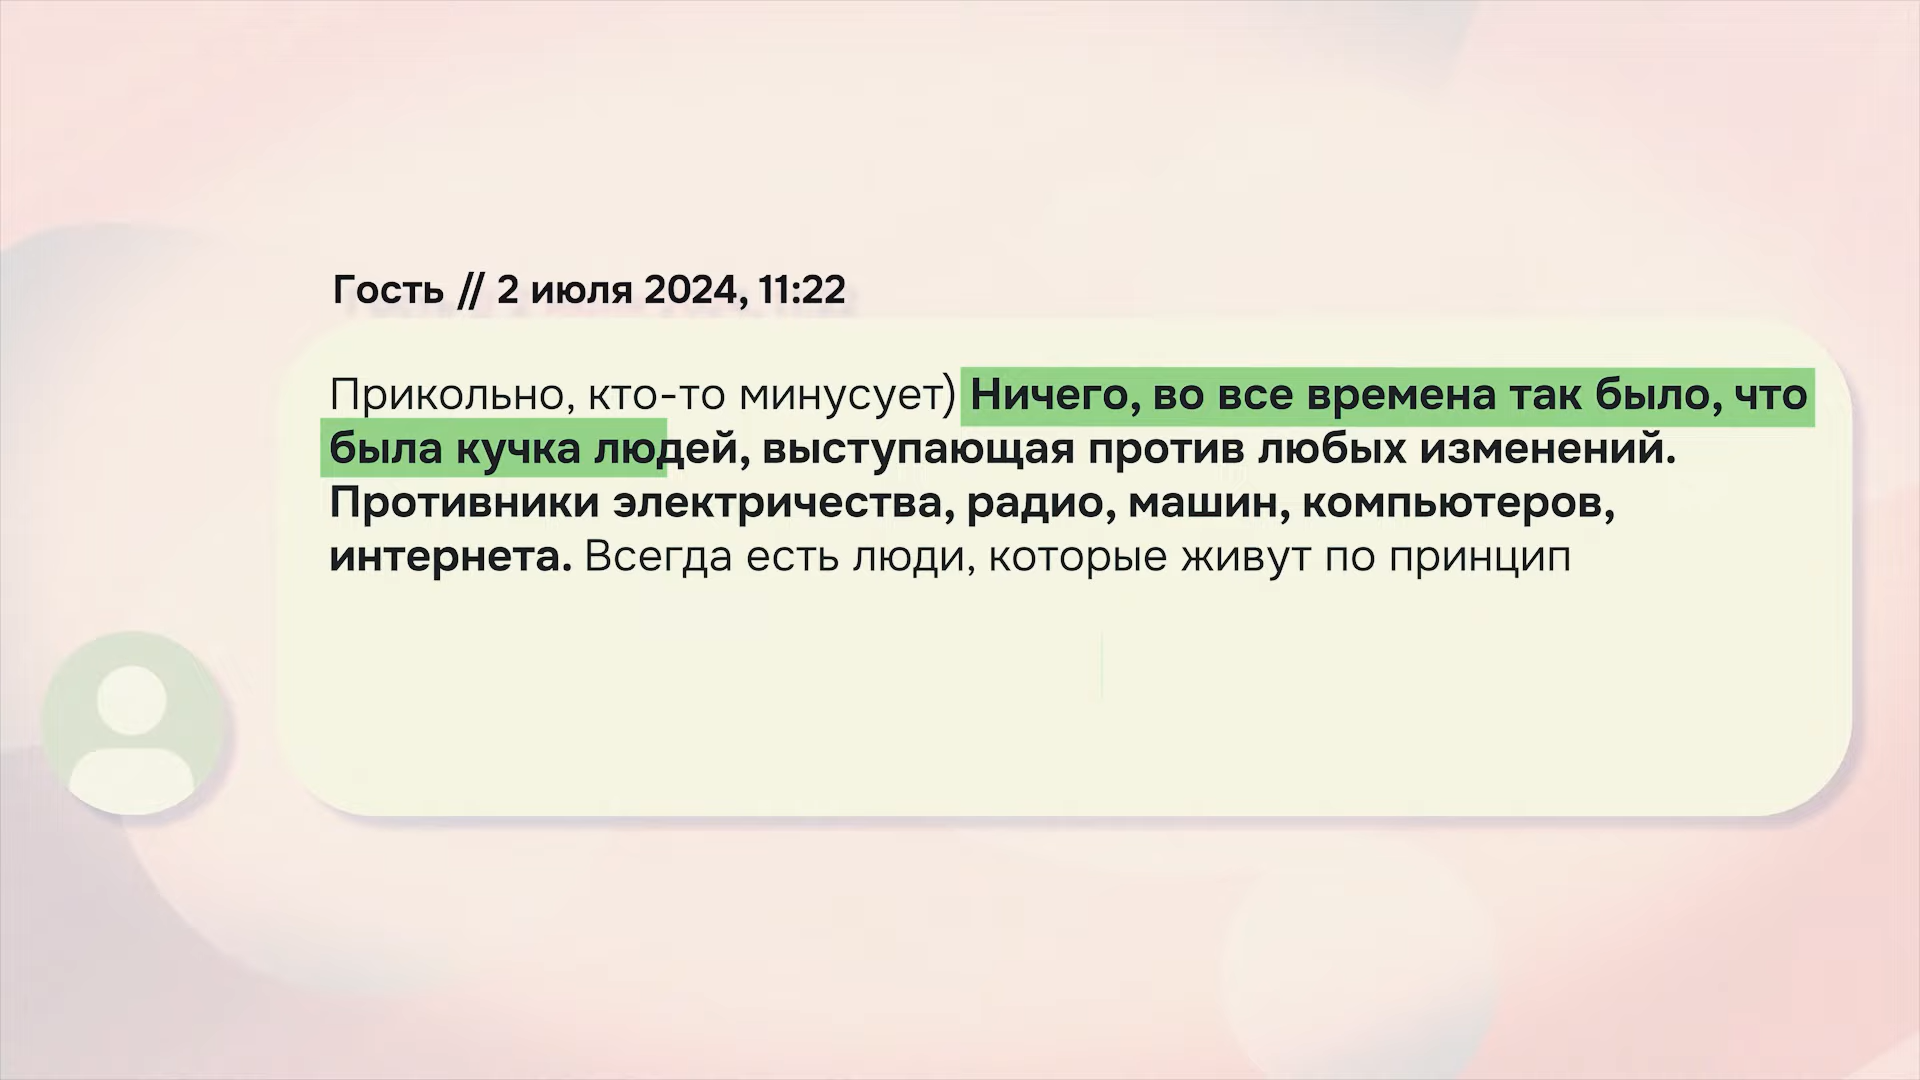 Гость // 2 июля 2024, 11:22
Прикольно, кто-то минусует) Ничего, во все времена так было, что
была кучка людей, выступающая против любых изменений.
Противники электричества, радио, машин, компьютеров,
интернета. Всегда есть люди, которые живут по принцип